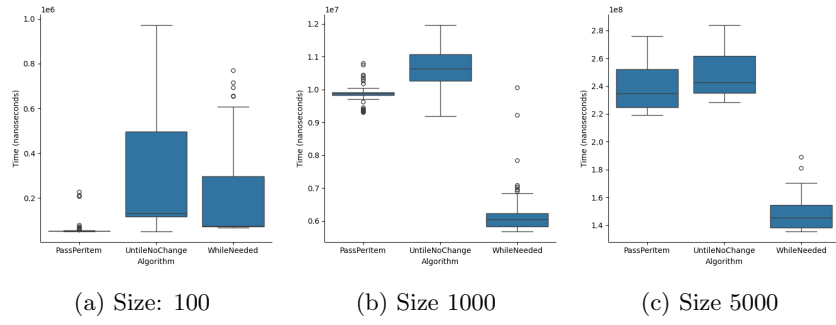 1e6
1.0
0.8
0.6
0.4
0.2
Time (nanoseconds)
PassPerItem UntileNoChange WhileNeeded
Algorithm
(a) Size: 100
1e7
1.2
1.1
1.0
0.9
0.8
0.7
0.6
Time (nanoseconds)
PassPerItem UntileNoChange WhileNeeded
Algorithm
(b) Size 1000
1e8
2.8
2.6
2.4
2.2
2.0
1.8
1.6
1.4
Time (nanoseconds)
PassPerItem UntileNoChange WhileNeeded
Algorithm
(c) Size 5000